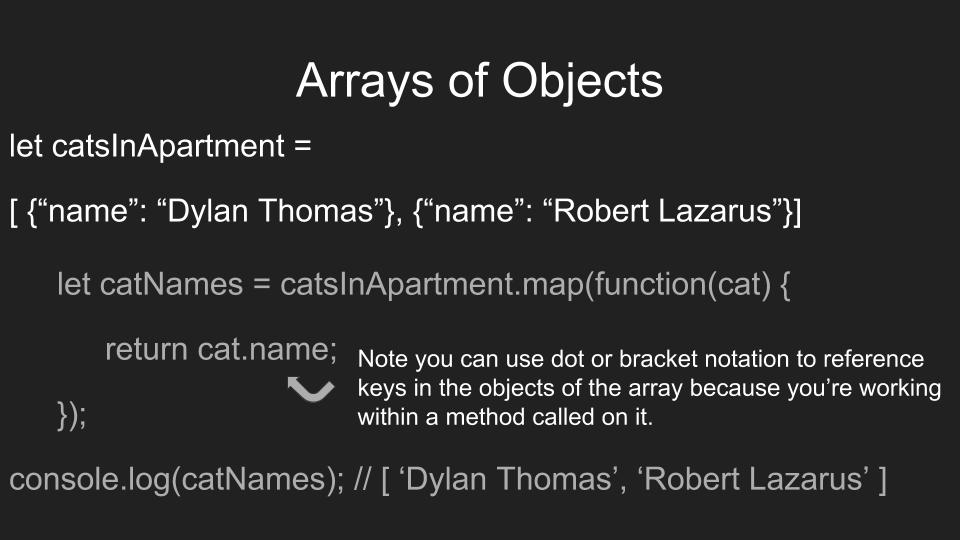 Arrays of Objects
let catsInApartment =
[ {“name”: “Dylan Thomas”}, {“name”: “Robert Lazarus”}]
let catNames = catsInApartment.map(function(cat) {
return cat.name;
Note you can use dot or bracket notation to reference
keys in the objects of the array because you’re working
within a method called on it.
});
console.log(catNames); // [ ‘Dylan Thomas’, ‘Robert Lazarus’ ]